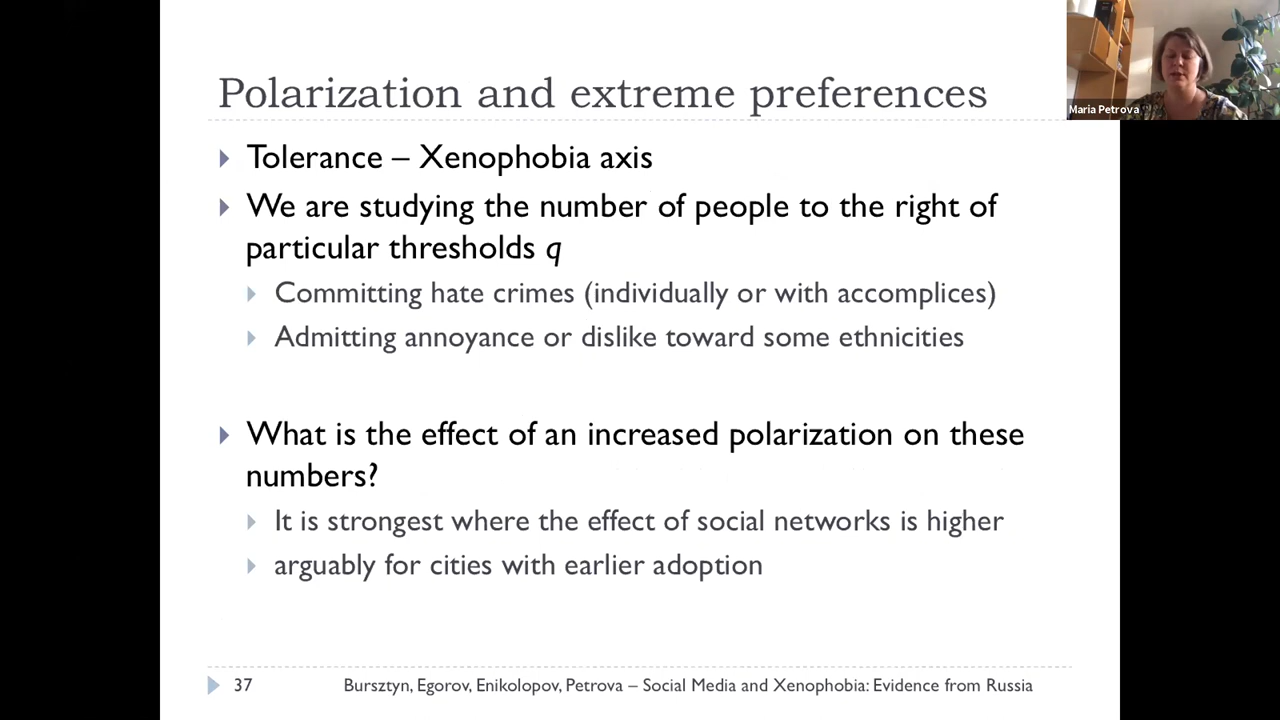 Polarization and extreme preferences
Maria Petrova
Tolerance – Xenophobia axis
We are studying the number of people to the right of
particular thresholds q
Committing hate crimes (individually or with accomplices)
Admitting annoyance or dislike toward some ethnicities
What is the effect of an increased polarization on these
numbers?
It is strongest where the effect of social networks is higher
arguably for cities with earlier adoption
37
Bursztyn, Egorov, Enikolopov, Petrova – Social Media and Xenophobia: Evidence from Russia